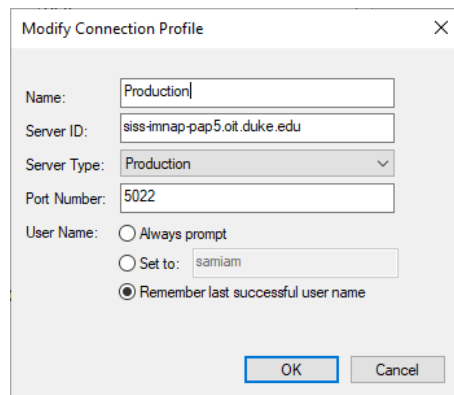 Modify Connection Profile
Name: Production
Server ID: siss-imnap-pap5.oit.duke.edu
Server Type: Production
Port Number: 5022
User Name: Always prompt
Set to: samiam
Remember last successful user name
OK Cancel